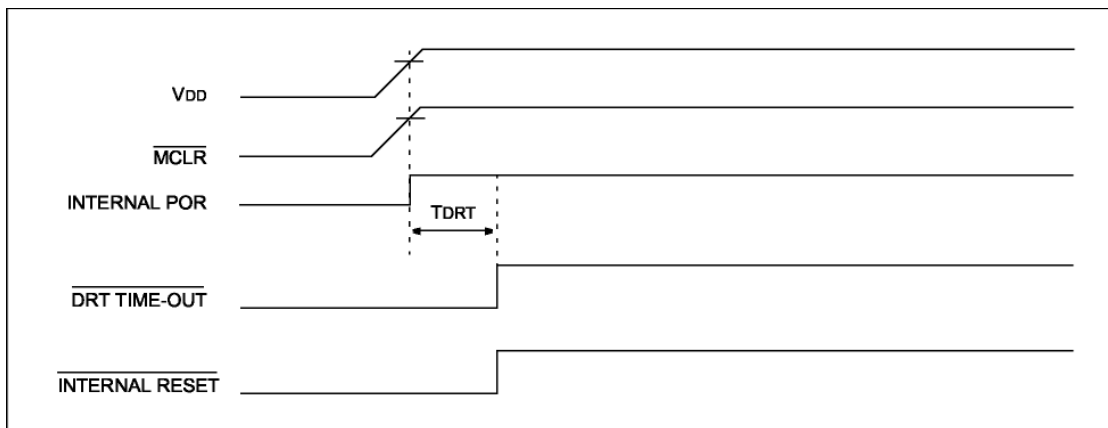 VDD
MCLR
INTERNAL POR
TDRT
DRT TIME-OUT
INTERNAL RESET